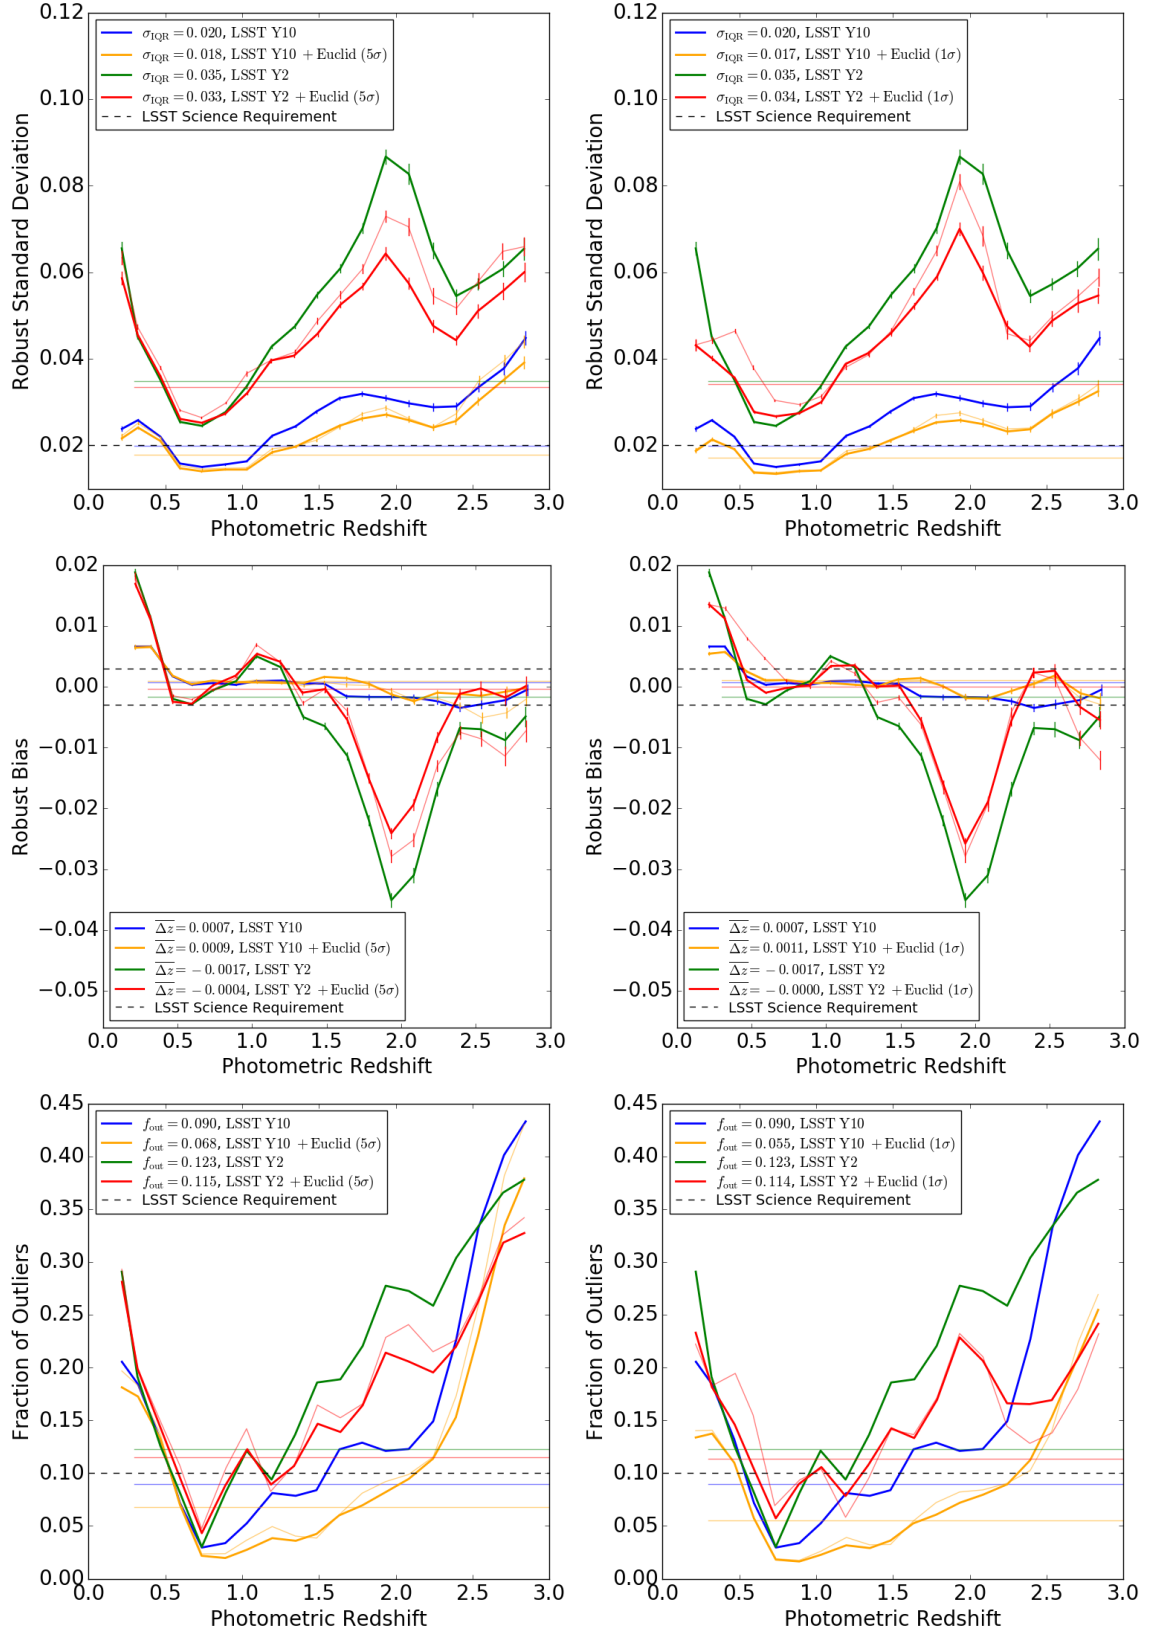 0.12
0.10
0.08
0.06
0.04
0.02
Robust Standard Deviation
σIQR = 0.020, LSST Y10
σIQR = 0.018, LSST Y10 + Euclid (5σ)
σIQR = 0.035, LSST Y2
σIQR = 0.033, LSST Y2 + Euclid (5σ)
LSST Science Requirement
0.0 0.5 1.0 1.5 2.0 2.5 3.0
Photometric Redshift
0.12
0.10
0.08
0.06
0.04
0.02
Robust Standard Deviation
σIQR = 0.020, LSST Y10
σIQR = 0.017, LSST Y10 + Euclid (1σ)
σIQR = 0.035, LSST Y2
σIQR = 0.034, LSST Y2 + Euclid (1σ)
LSST Science Requirement
0.0 0.5 1.0 1.5 2.0 2.5 3.0
Photometric Redshift
0.02
0.01
0.00
−0.01
−0.02
−0.03
−0.04
−0.05
Robust Bias
Δz = 0.0007, LSST Y10
Δz = 0.0009, LSST Y10 + Euclid (5σ)
Δz = −0.0017, LSST Y2
Δz = −0.0004, LSST Y2 + Euclid (5σ)
LSST Science Requirement
0.0 0.5 1.0 1.5 2.0 2.5 3.0
Photometric Redshift
0.02
0.01
0.00
−0.01
−0.02
−0.03
−0.04
−0.05
Robust Bias
Δz = 0.0007, LSST Y10
Δz = 0.0011, LSST Y10 + Euclid (1σ)
Δz = −0.0017, LSST Y2
Δz = −0.0000, LSST Y2 + Euclid (1σ)
LSST Science Requirement
0.0 0.5 1.0 1.5 2.0 2.5 3.0
Photometric Redshift
0.45
0.40
0.35
0.30
0.25
0.20
0.15
0.10
0.05
0.00
Fraction of Outliers
fout = 0.090, LSST Y10
fout = 0.068, LSST Y10 + Euclid (5σ)
fout = 0.123, LSST Y2
fout = 0.115, LSST Y2 + Euclid (5σ)
LSST Science Requirement
0.0 0.5 1.0 1.5 2.0 2.5 3.0
Photometric Redshift
0.45
0.40
0.35
0.30
0.25
0.20
0.15
0.10
0.05
0.00
Fraction of Outliers
fout = 0.090, LSST Y10
fout = 0.055, LSST Y10 + Euclid (1σ)
fout = 0.123, LSST Y2
fout = 0.114, LSST Y2 + Euclid (1σ)
LSST Science Requirement
0.0 0.5 1.0 1.5 2.0 2.5 3.0
Photometric Redshift